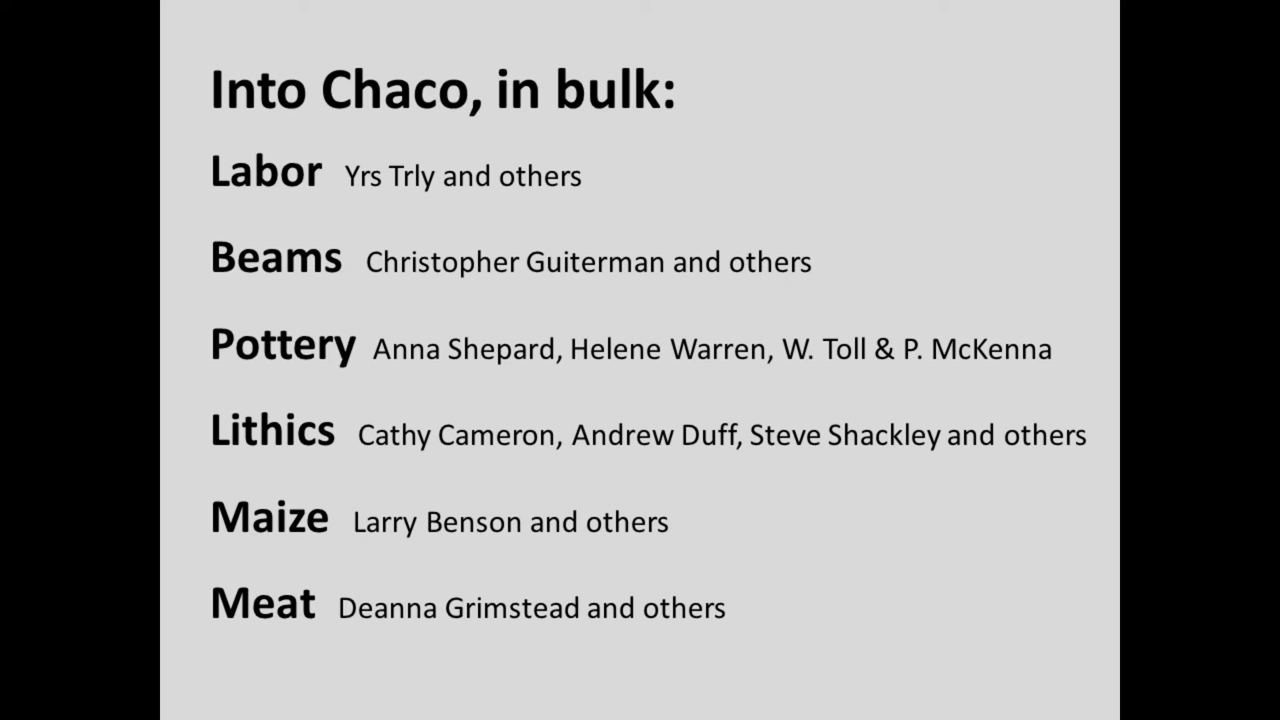 Into Chaco, in bulk:
Labor Yrs Trly and others
Beams Christopher Guiterman and others
Pottery Anna Shepard, Helene Warren, W. Toll & P. McKenna
Lithics Cathy Cameron, Andrew Duff, Steve Shackley and others
Maize Larry Benson and others
Meat Deanna Grimstead and others